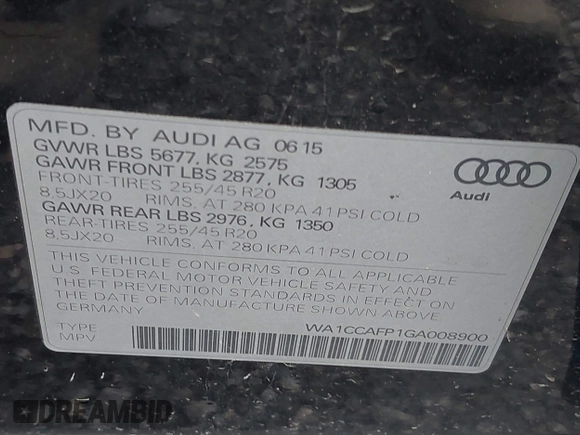 MFD. BY AUDI AG 06 15
GVWR LBS 5677, KG 2575
GAWR FRONT LBS 2877, KG 1305
FRONT-TIRES 255/45 R20
8,5JX20 RIMS, AT 280 KPA 41 PSI COLD
GAWR REAR LBS 2976, KG 1350
REAR-TIRES 255/45 R20
8,5JX20 RIMS, AT 280 KPA 41 PSI COLD
Audi
THIS VEHICLE CONFORMS TO ALL APPLICABLE
U.S. FEDERAL MOTOR VEHICLE SAFETY AND
THEFT PREVENTION STANDARDS IN EFFECT ON
THE DATE OF MANUFACTURE SHOWN ABOVE
GERMANY
TYPE
MPV
WA1CCAFP1GA008900
DREAMBID